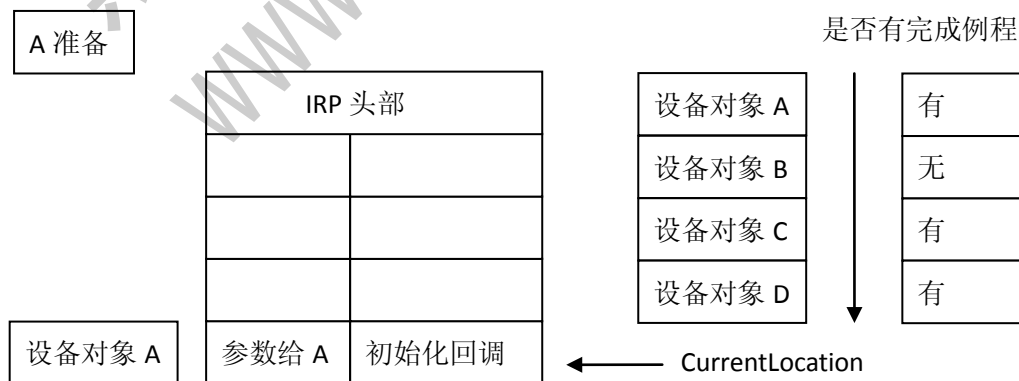 A 准备
是否有完成例程
IRP 头部
设备对象 A
有
设备对象 B
无
设备对象 C
有
设备对象 D
有
设备对象 A
参数给 A
初始化回调
CurrentLocation
WWW